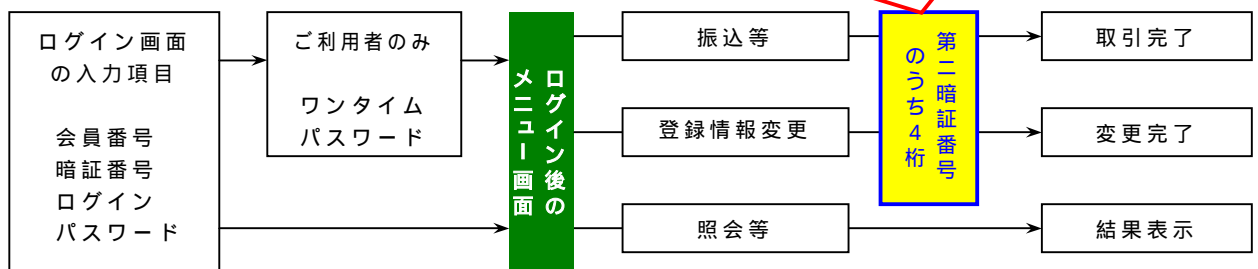 ログイン画面
の入力項目
会員番号
暗証番号
ログイン
パスワード
ご利用者のみ
ワンタイム
パスワード
ログイン後の
メニュー画面
振込等
登録情報変更
照会等
第二暗証番号
のうち4桁
取引完了
変更完了
結果表示